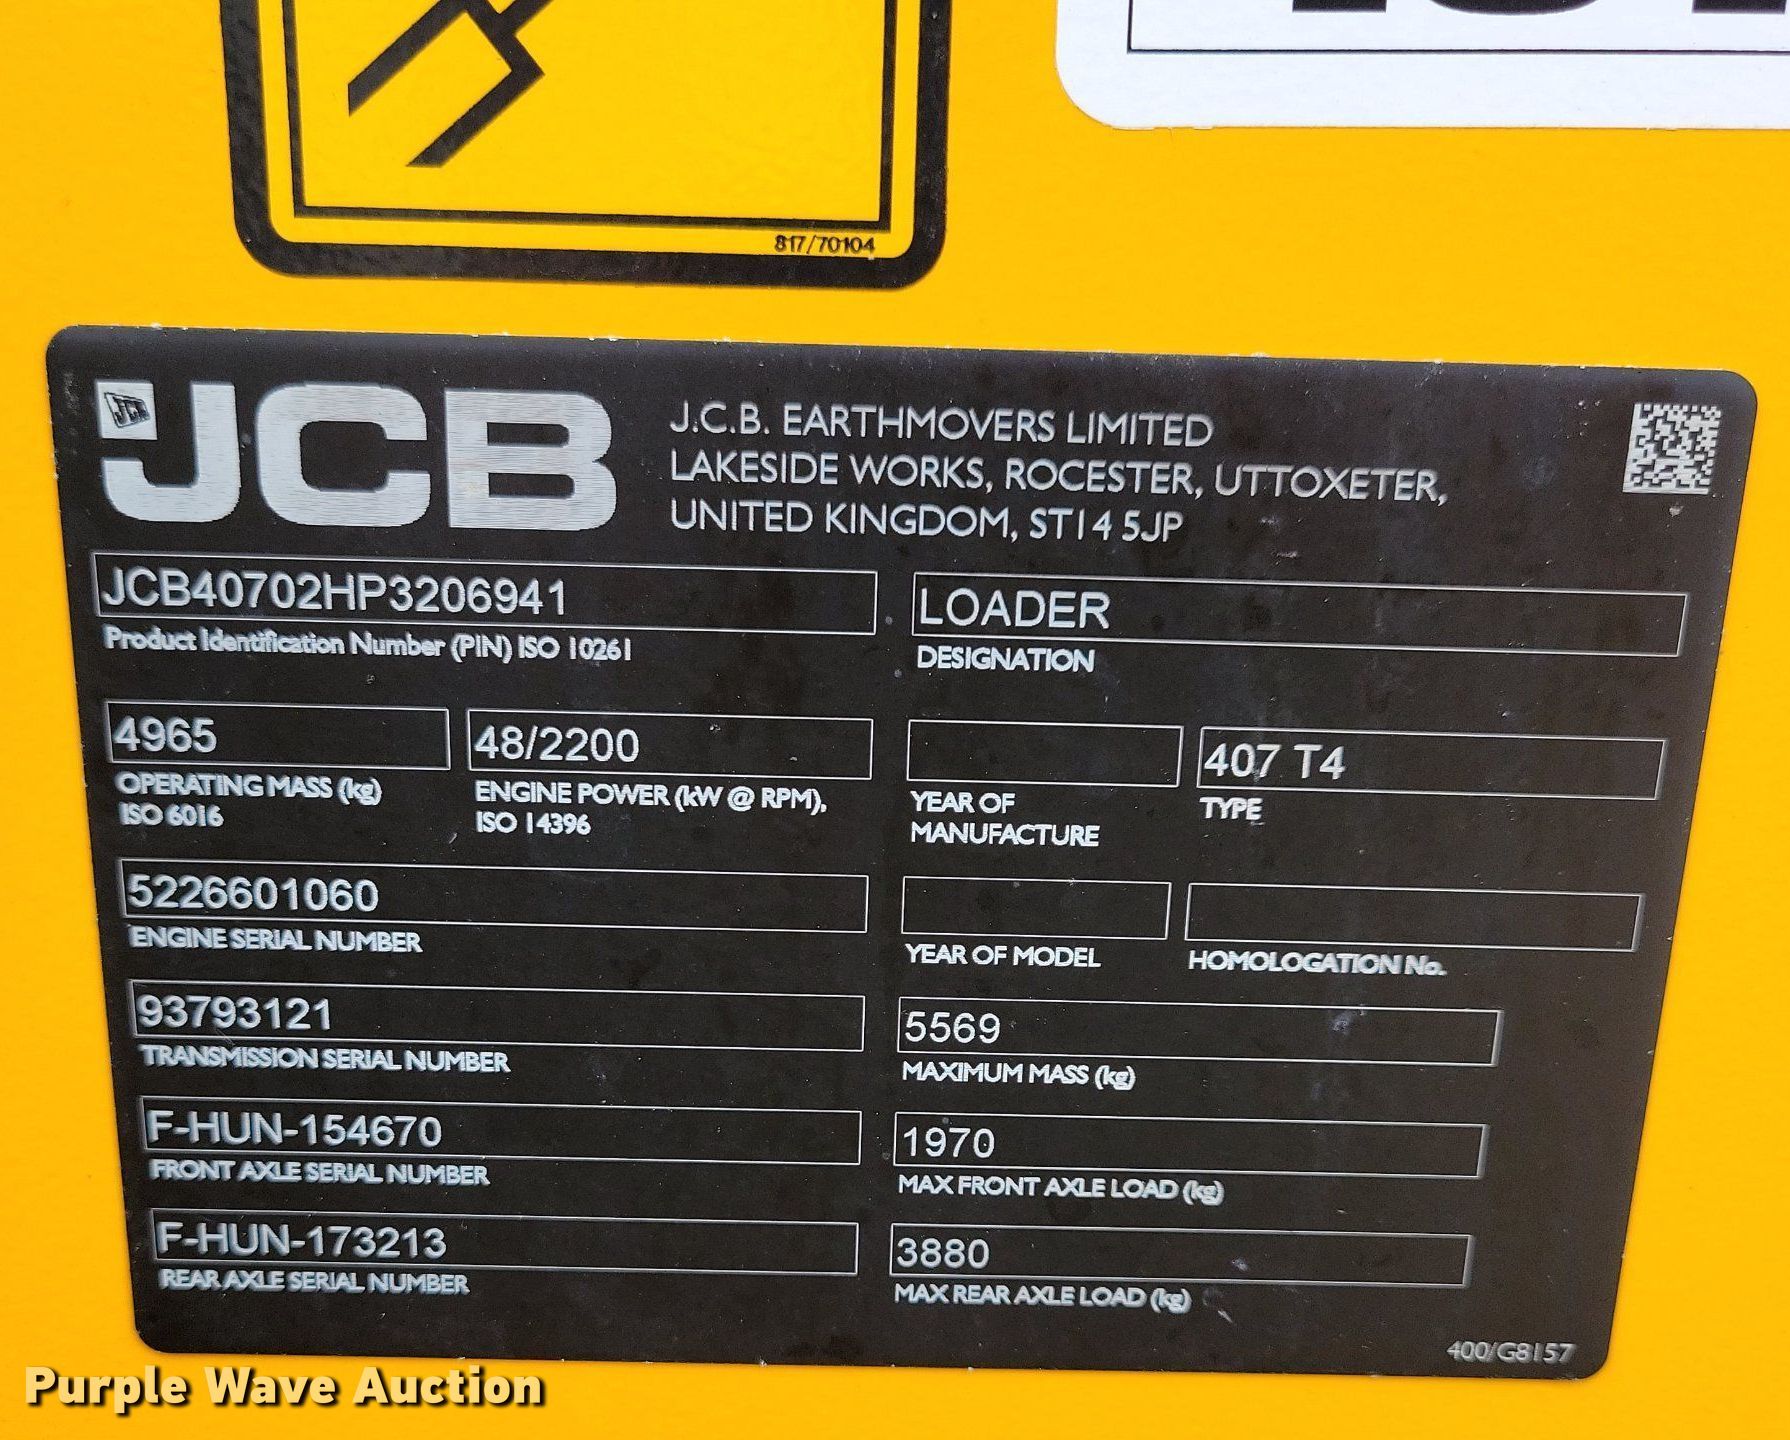 817/70104
JCB
J.C.B. EARTHMOVERS LIMITED
LAKESIDE WORKS, ROCESTER, UTTOXETER,
UNITED KINGDOM, ST14 5JP
JCB40702HP3206941
Product Identification Number (PIN) ISO 10261
LOADER
DESIGNATION
4965
OPERATING MASS (kg)
ISO 6016
48/2200
ENGINE POWER (kW @ RPM),
ISO 14396
YEAR OF
MANUFACTURE
407 T4
TYPE
5226601060
ENGINE SERIAL NUMBER
YEAR OF MODEL
HOMOLOGATION No.
93793121
TRANSMISSION SERIAL NUMBER
5569
MAXIMUM MASS (kg)
F-HUN-154670
FRONT AXLE SERIAL NUMBER
1970
MAX FRONT AXLE LOAD (kg)
F-HUN-173213
REAR AXLE SERIAL NUMBER
3880
MAX REAR AXLE LOAD (kg)
400/G8157
Purple Wave Auction